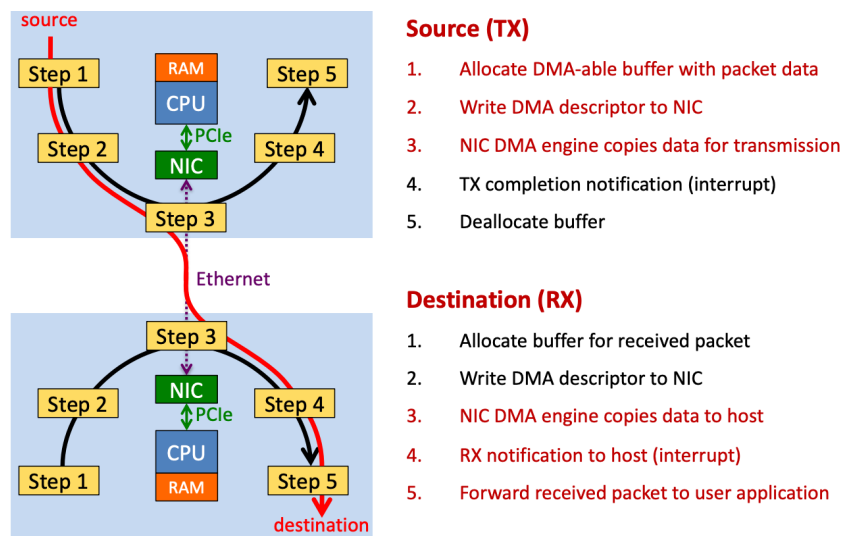 source
Step 1
RAM
CPU
Step 5
PCIe
Step 2
NIC
Step 4
Step 3
Ethernet
Step 3
NIC
Step 2
PCIe
Step 4
CPU
Step 1
RAM
Step 5
destination
Source (TX)
1. Allocate DMA-able buffer with packet data
2. Write DMA descriptor to NIC
3. NIC DMA engine copies data for transmission
4. TX completion notification (interrupt)
5. Deallocate buffer
Destination (RX)
1. Allocate buffer for received packet
2. Write DMA descriptor to NIC
3. NIC DMA engine copies data to host
4. RX notification to host (interrupt)
5. Forward received packet to user application